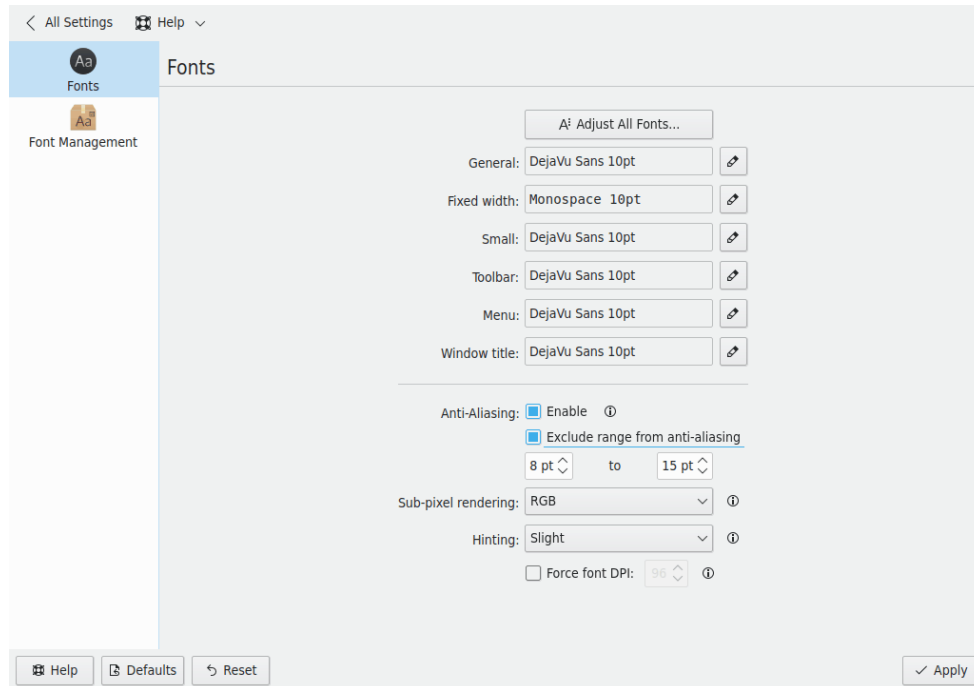 All Settings Help
Aa
Fonts
Aa
Font Management
Fonts
Adjust All Fonts...
General: DejaVu Sans 10pt
Fixed width: Monospace 10pt
Small: DejaVu Sans 10pt
Toolbar: DejaVu Sans 10pt
Menu: DejaVu Sans 10pt
Window title: DejaVu Sans 10pt
Anti-Aliasing: Enable
Exclude range from anti-aliasing
8 pt to 15 pt
Sub-pixel rendering: RGB
Hinting: Slight
Force font DPI: 96
Help Defaults Reset Apply